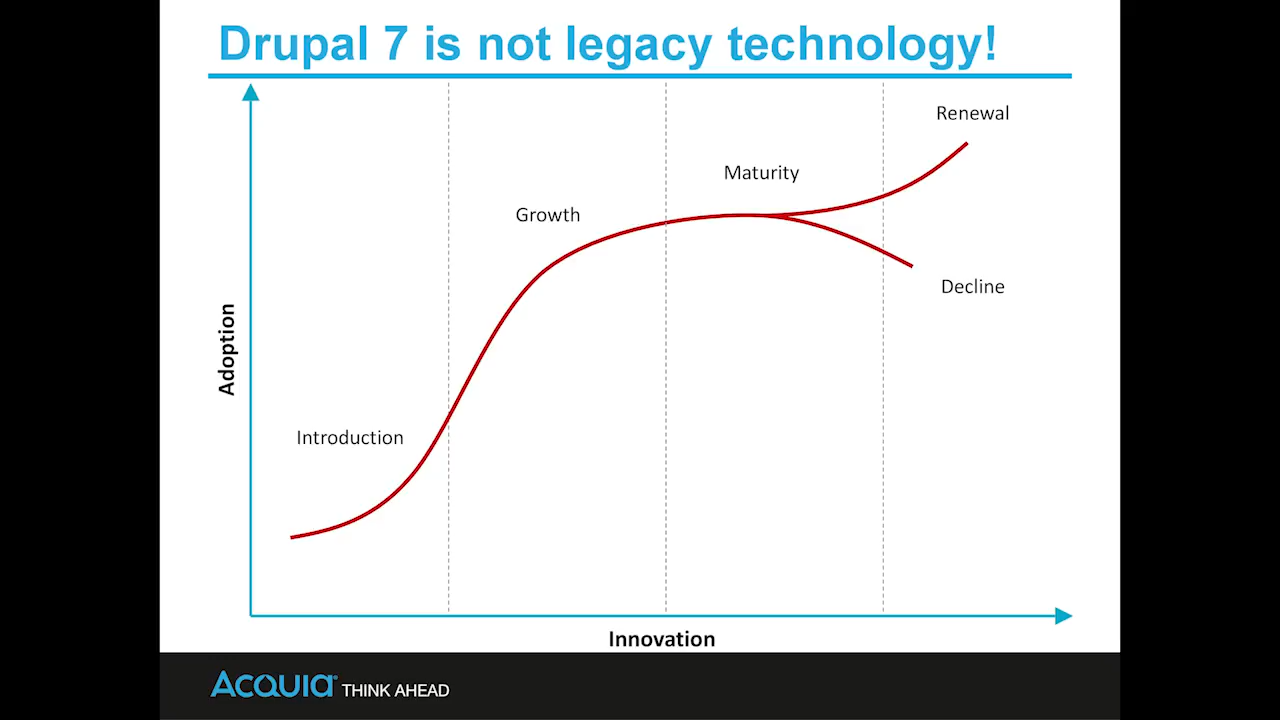 Drupal 7 is not legacy technology!
Renewal
Maturity
Growth
Decline
Adoption
Introduction
Innovation
Acquia THINK AHEAD